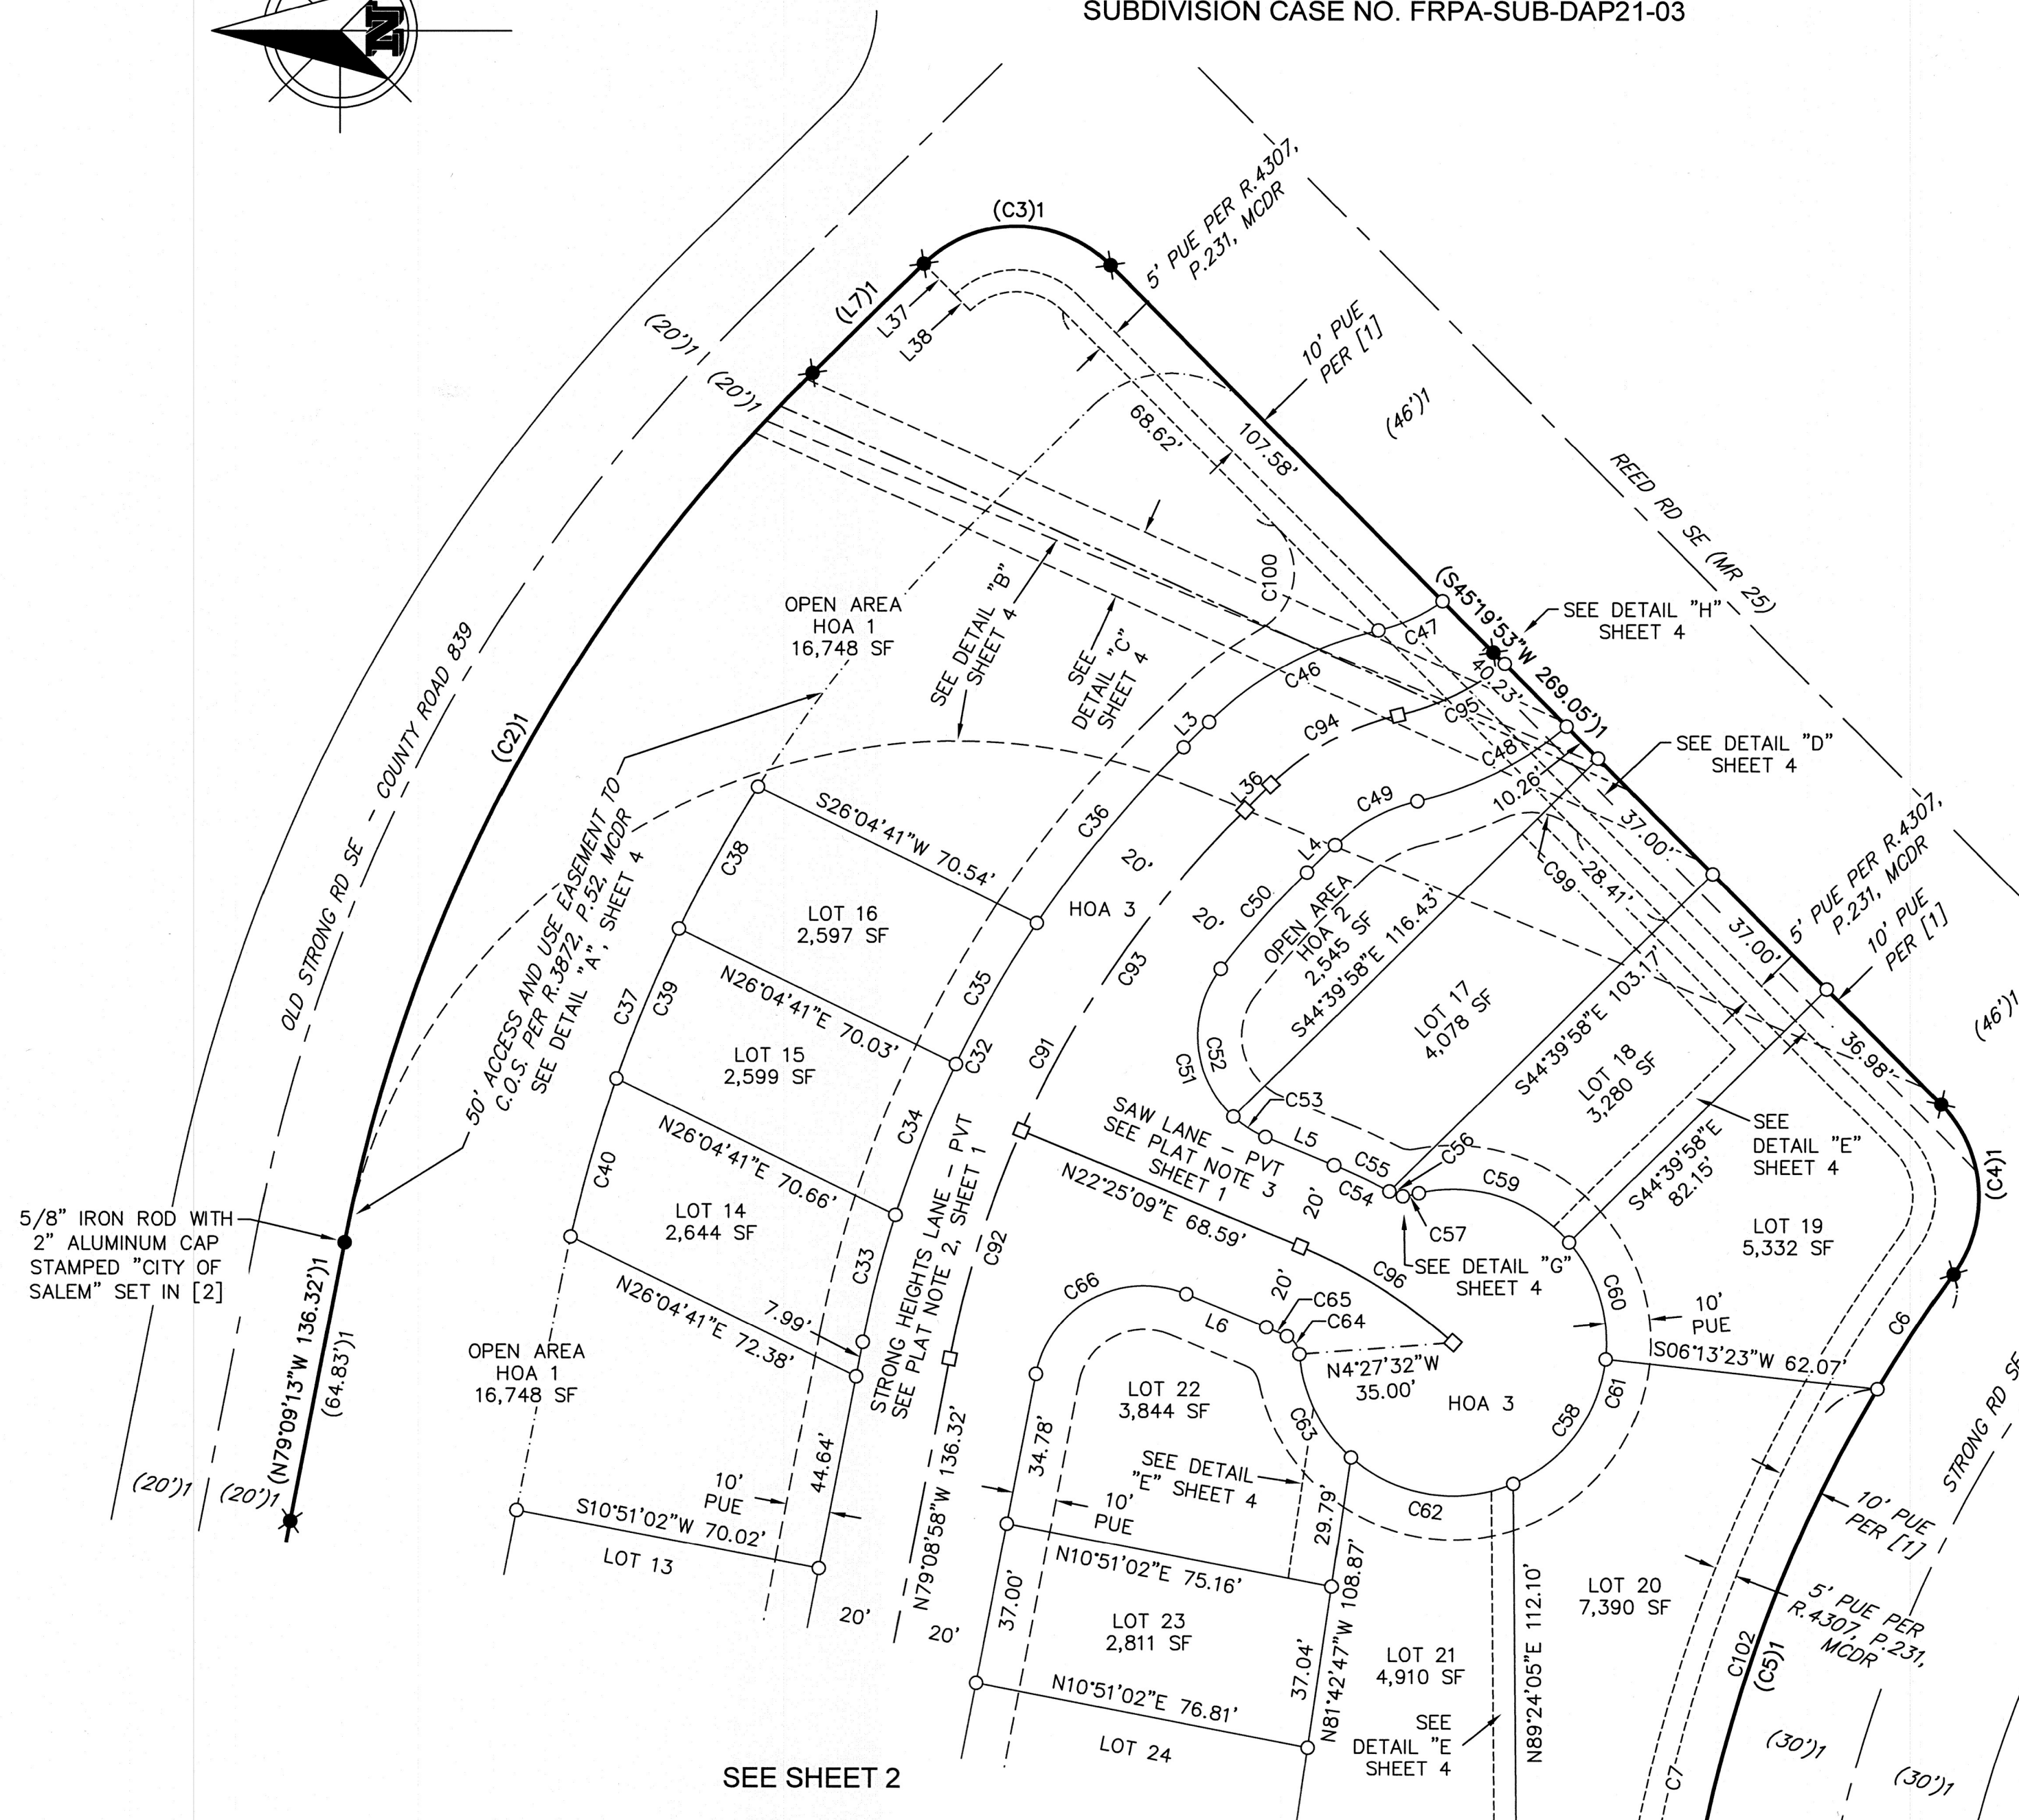 SUBDIVISION CASE NO. FRPA-SUB-DAP21-03
N
(C3)1
5' PUE PER R.4307,
P.231, MCDR
(L7)1
L37
L38
(20')1
(20')1
10' PUE
PER [1]
(46')1
68.62'
107.58'
REED RD SE (MR 25)
C100
(S45°19'53"W 269.05')1
SEE DETAIL "H"
SHEET 4
OPEN AREA
HOA 1
16,748 SF
SEE DETAIL "B"
SHEET 4
SEE
DETAIL "C"
SHEET 4
OLD STRONG RD SE - COUNTY ROAD 839
(C2)1
C47
C46
40.23'
C95
L3
C94
C48
SEE DETAIL "D"
SHEET 4
L36
C49
10.26'
S26°04'41"W 70.54'
C36
20'
L4
37.00'
C99
28.41'
5' PUE PER R.4307,
P.231, MCDR
10' PUE
PER [1]
50' ACCESS AND USE EASEMENT TO
C.O.S. PER R.3872, P.52, MCDR
SEE DETAIL "A", SHEET 4
C38
LOT 16
2,597 SF
HOA 3
20'
C50
OPEN AREA
HOA 2
2,545 SF
S44°39'58"E 116.43'
37.00'
C37
C39
N26°04'41"E 70.03'
C35
C93
LOT 17
4,078 SF
S44°39'58"E 103.17'
(46')1
LOT 15
2,599 SF
C32
C91
C52
C51
36.98'
LOT 18
3,280 SF
C40
N26°04'41"E 70.66'
C34
C53
SAW LANE - PVT
SEE PLAT NOTE 3
SHEET 1
L5
C56
C55
C54
SEE
DETAIL "E"
SHEET 4
(C4)1
5/8" IRON ROD WITH
2" ALUMINUM CAP
STAMPED "CITY OF
SALEM" SET IN [2]
LOT 14
2,644 SF
C33
STRONG HEIGHTS LANE - PVT
SEE PLAT NOTE 2, SHEET 1
C92
N22°25'09"E 68.59'
20'
C59
C57
S44°39'58"E
82.15'
LOT 19
5,332 SF
SEE DETAIL "G"
SHEET 4
C96
(N79°09'13"W 136.32')1
(64.83')1
N26°04'41"E 72.38'
7.99'
C66
20'
L6
C65
C64
C60
10'
PUE
C6
S06°13'23"W 62.07'
OPEN AREA
HOA 1
16,748 SF
N4°27'32"W
35.00'
HOA 3
LOT 22
3,844 SF
C63
C58
C61
STRONG RD SE
(20')1
(20')1
10'
PUE
44.64'
N79°08'58"W 136.32'
34.78'
SEE DETAIL
"E" SHEET 4
10'
PUE
29.79'
C62
10' PUE
PER [1]
S10°51'02"W 70.02'
LOT 13
N10°51'02"E 75.16'
37.00'
N81°42'47"W 108.87'
N89°24'05"E 112.10'
LOT 20
7,390 SF
5' PUE PER
R.4307, P.231,
MCDR
20'
20'
LOT 23
2,811 SF
37.04'
LOT 21
4,910 SF
C102
(C5)1
N10°51'02"E 76.81'
LOT 24
SEE
DETAIL "E
SHEET 4
C7
(30')1
(30')1
SEE SHEET 2